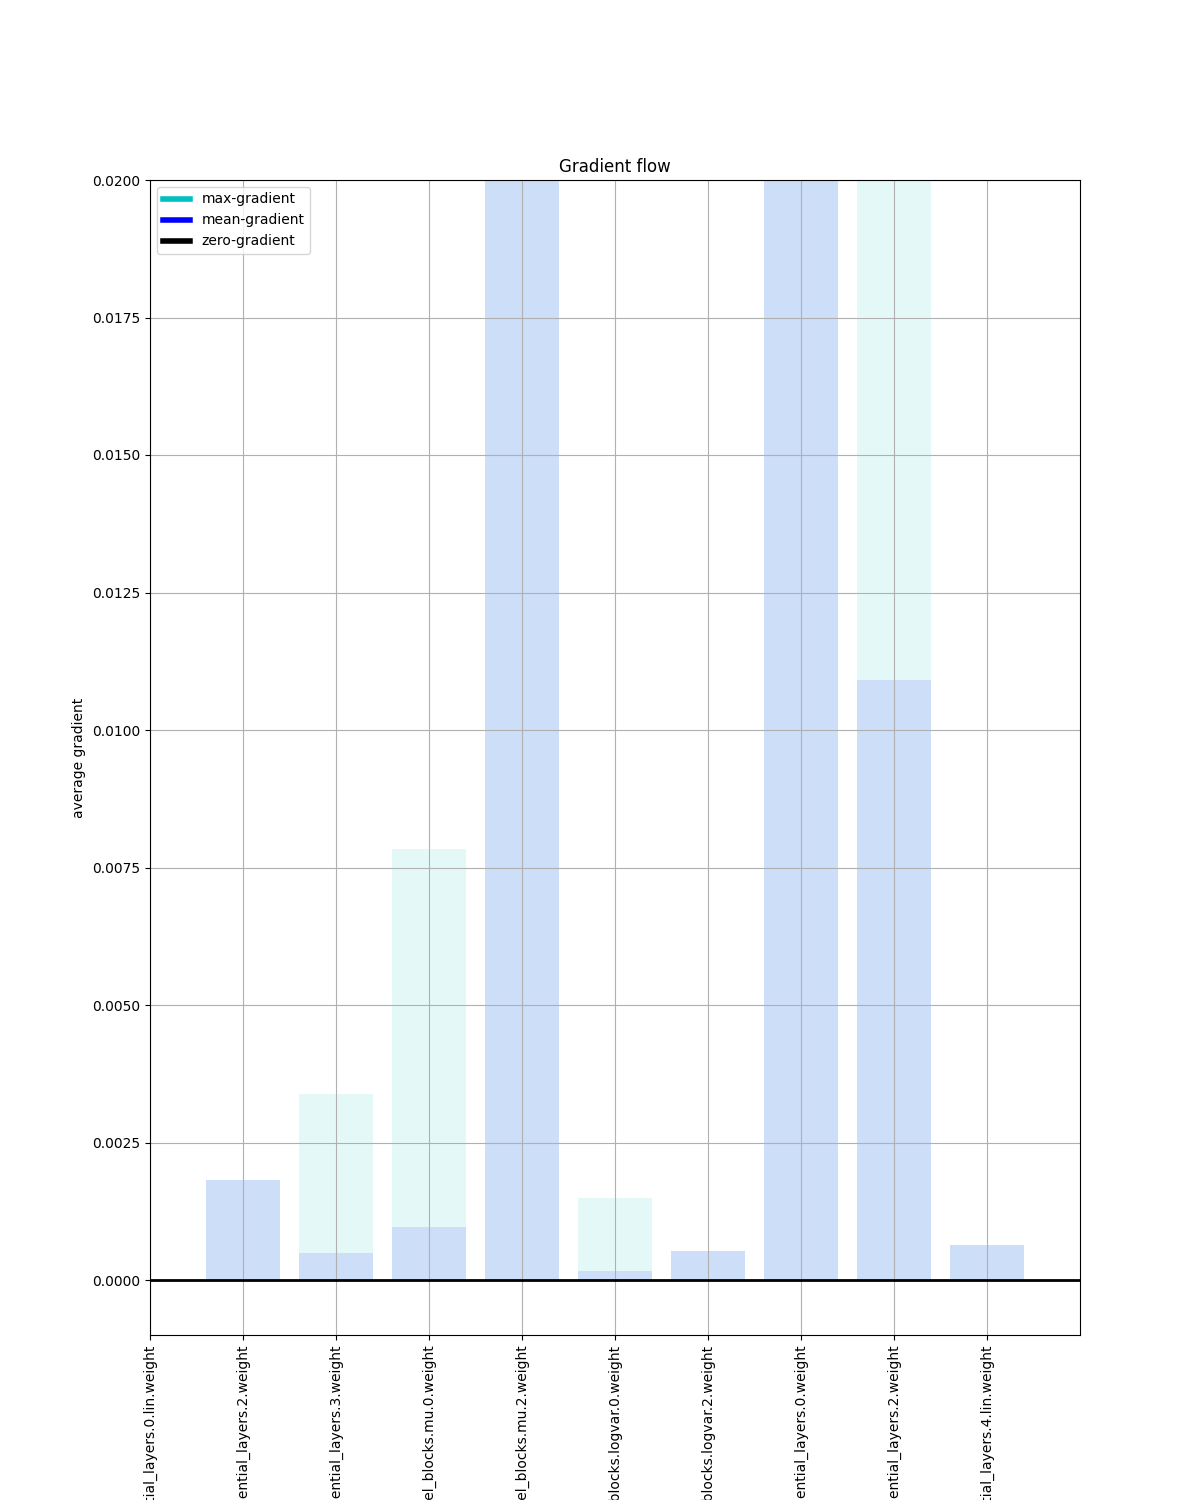 Gradient flow
max-gradient
mean-gradient
zero-gradient
0.0200
0.0175
0.0150
0.0125
0.0100
0.0075
0.0050
0.0025
0.0000
average gradient
tial_layers.0.lin.weight
ential_layers.2.weight
ential_layers.3.weight
el_blocks.mu.0.weight
el_blocks.mu.2.weight
blocks.logvar.0.weight
blocks.logvar.2.weight
ential_layers.0.weight
ential_layers.2.weight
tial_layers.4.lin.weight